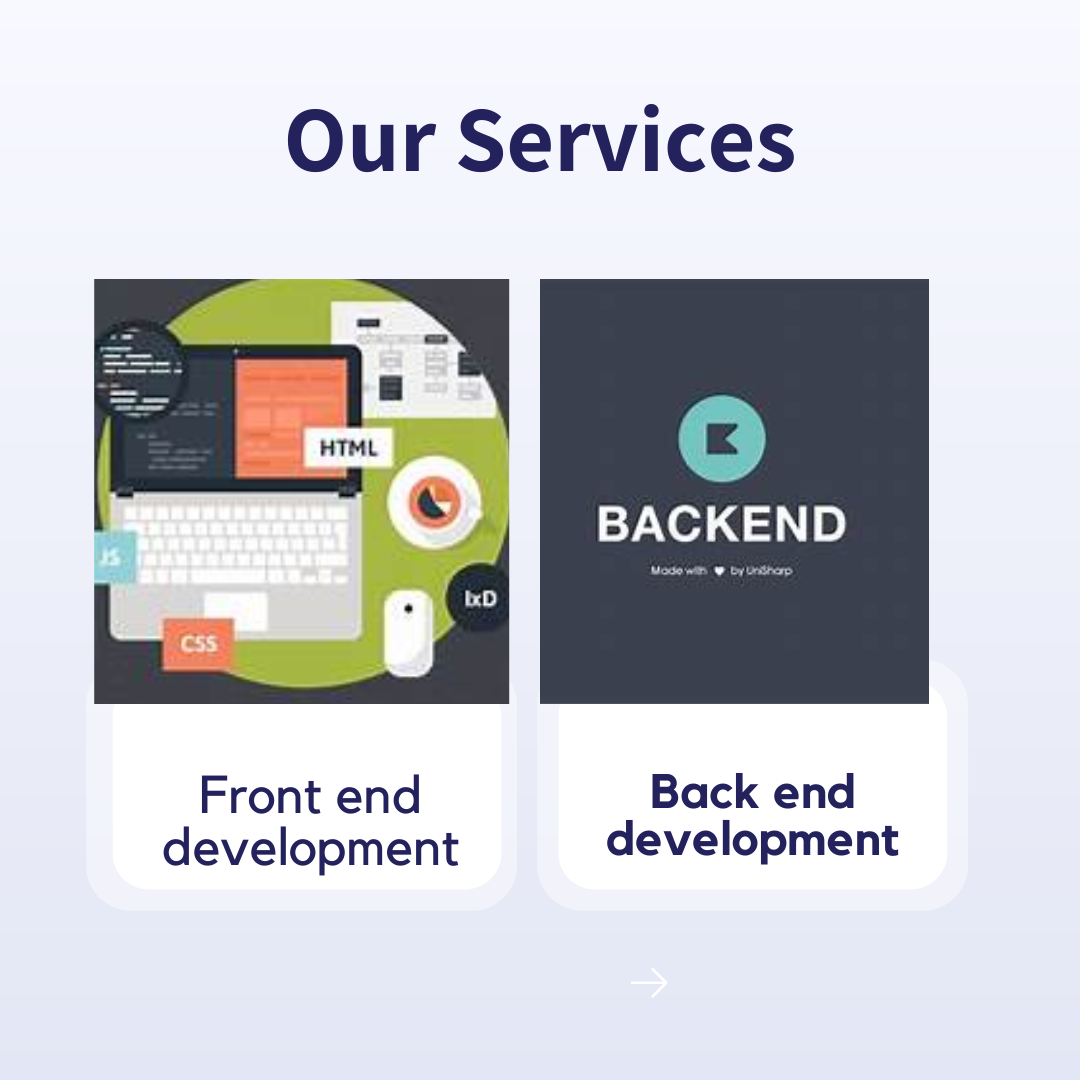 Our Services
HTML
JS
IxD
CSS
BACKEND
Made with ♥ by UniSharp
Front end
development
Back end
development